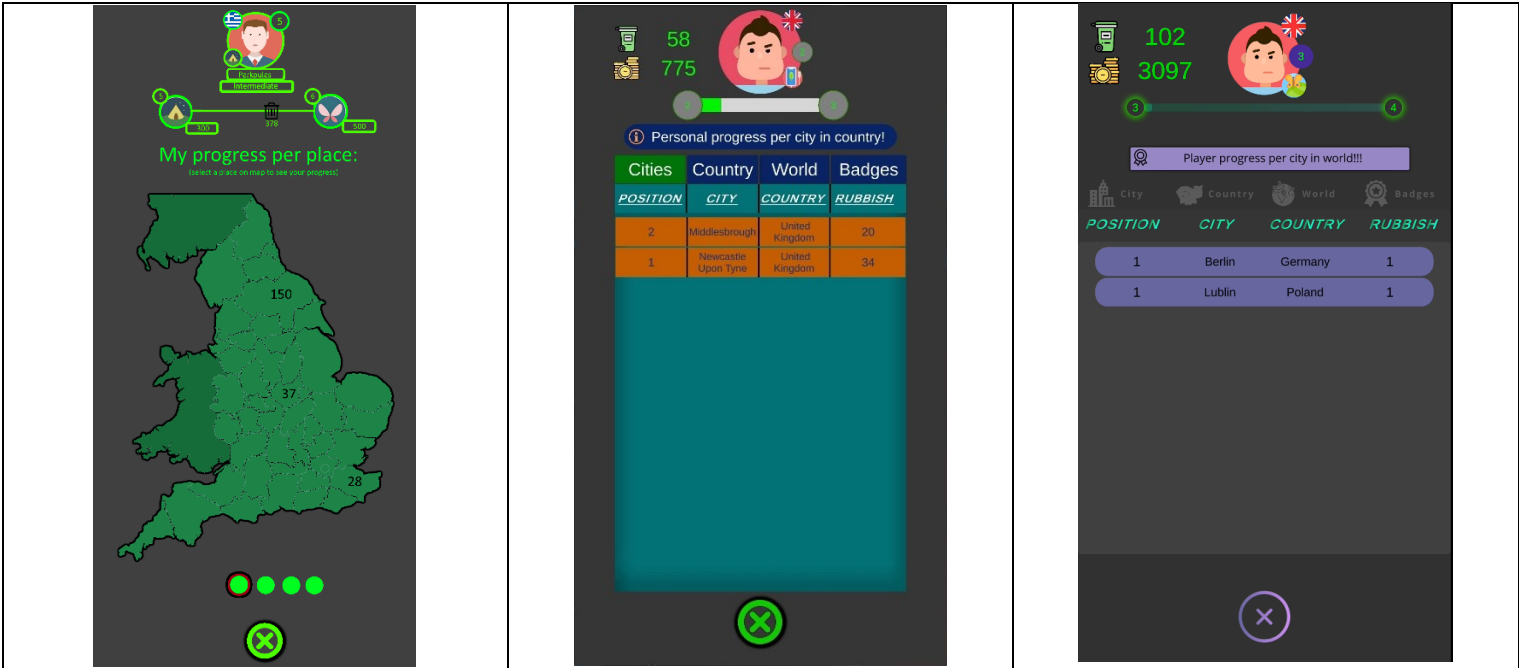 5
Perkoules
Intermediate
5
6
300
378
500
My progress per place:
(select a place on map to see your progress)
150
37
28
58
775
2
2
3
Personal progress per city in country!
Cities Country World Badges
POSITION CITY COUNTRY RUBBISH
2 Middlesbrough United Kingdom 20
1 Newcastle Upon Tyne United Kingdom 34
102
3097
3
3
4
Player progress per city in world!!!
City Country World Badges
POSITION CITY COUNTRY RUBBISH
1 Berlin Germany 1
1 Lublin Poland 1